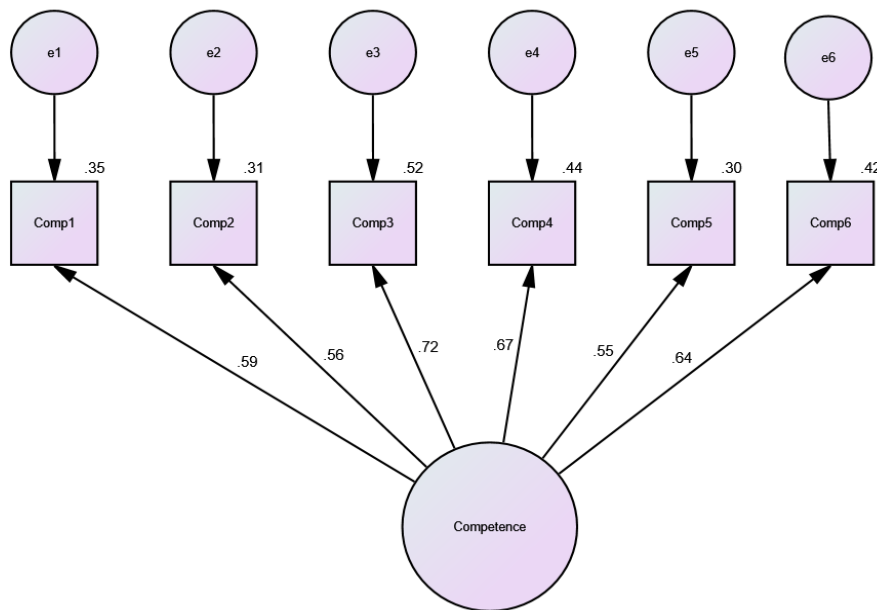 e1
e2
e3
e4
e5
e6
.35
.31
.52
.44
.30
.42
Comp1
Comp2
Comp3
Comp4
Comp5
Comp6
.59
.56
.72
.67
.55
.64
Competence